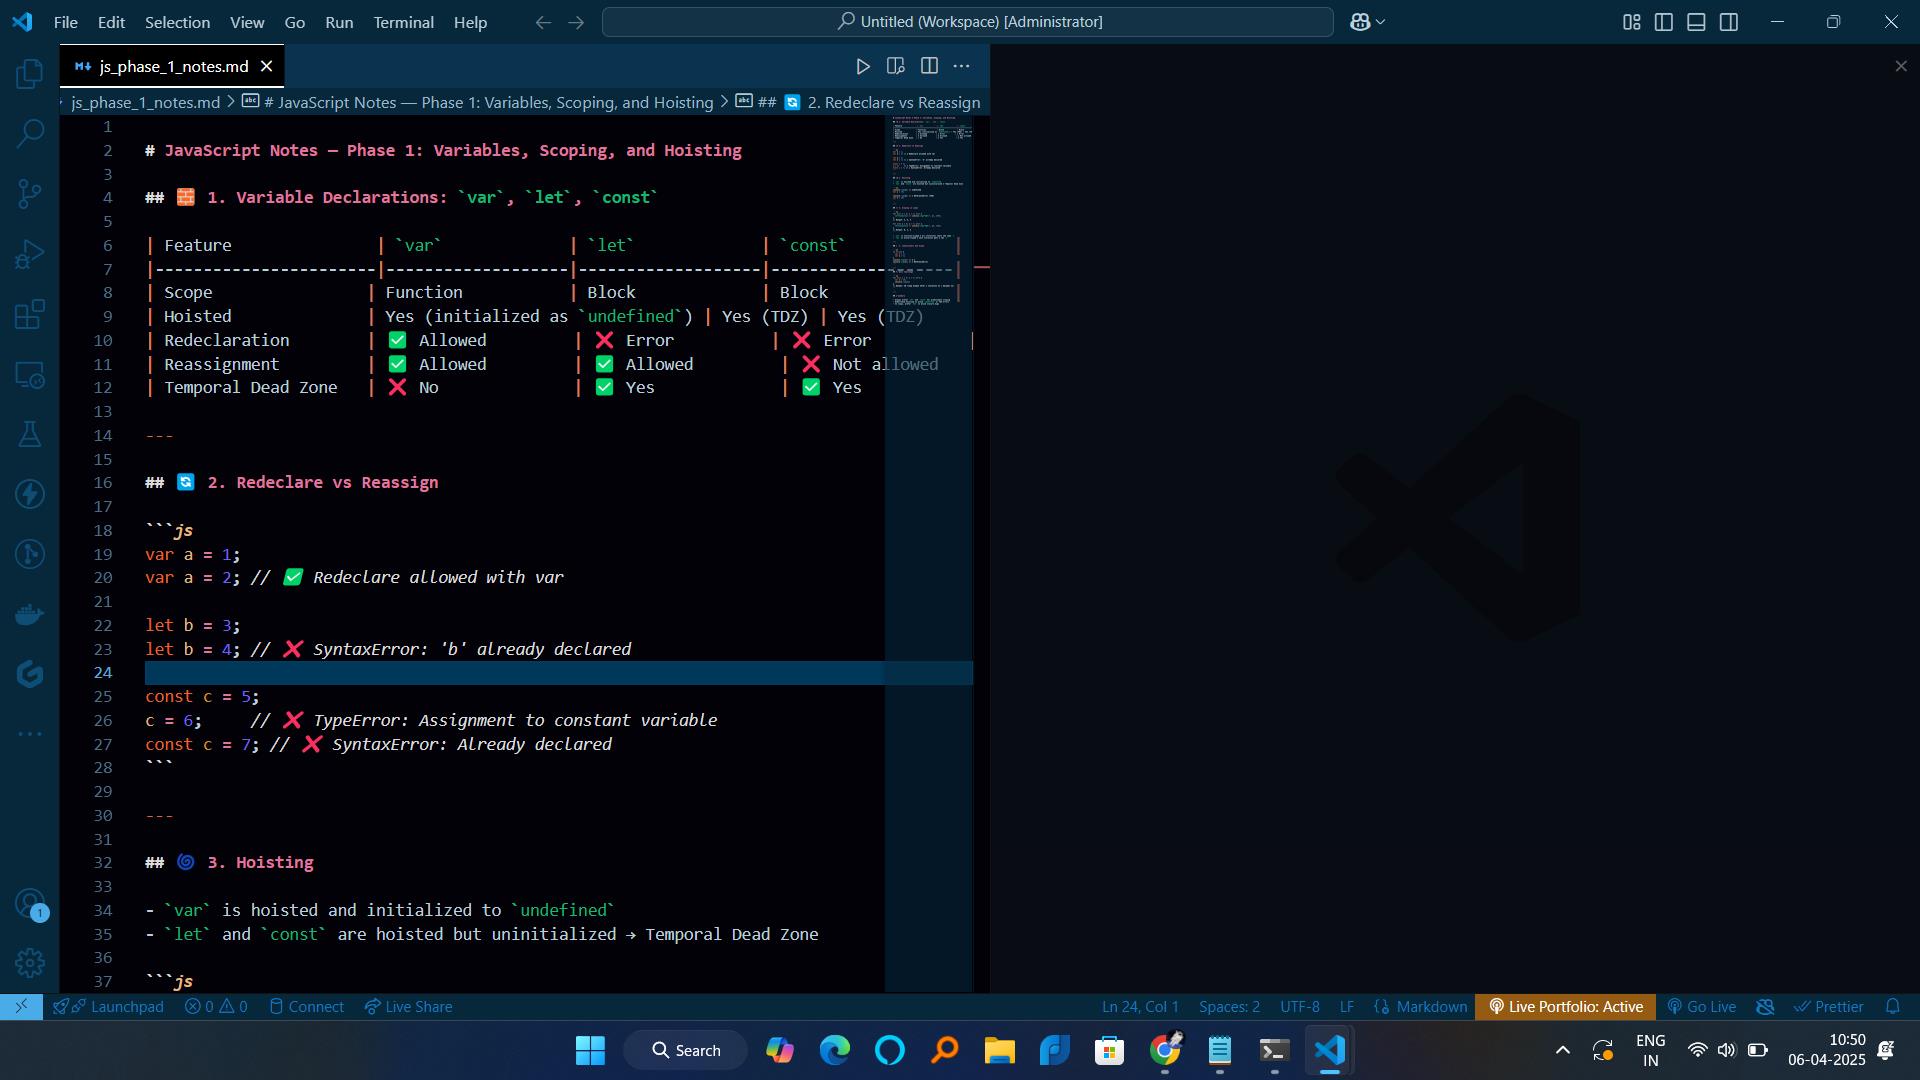 File Edit Selection View Go Run Terminal Help
Untitled (Workspace) [Administrator]
js_phase_1_notes.md
js_phase_1_notes.md > # JavaScript Notes — Phase 1: Variables, Scoping, and Hoisting > ## 🔄 2. Redeclare vs Reassign
1
2 # JavaScript Notes — Phase 1: Variables, Scoping, and Hoisting
3
4 ## 🧱 1. Variable Declarations: `var`, `let`, `const`
5
6 | Feature | `var` | `let` | `const` |
7 |-----------------------|-------------------|-------------------|-------------------|
8 | Scope | Function | Block | Block |
9 | Hoisted | Yes (initialized as `undefined`) | Yes (TDZ) | Yes (TDZ)
10 | Redeclaration | ✅ Allowed | ❌ Error | ❌ Error |
11 | Reassignment | ✅ Allowed | ✅ Allowed | ❌ Not allowed
12 | Temporal Dead Zone | ❌ No | ✅ Yes | ✅ Yes
13
14 ---
15
16 ## 🔄 2. Redeclare vs Reassign
17
18 ```js
19 var a = 1;
20 var a = 2; // ✅ Redeclare allowed with var
21
22 let b = 3;
23 let b = 4; // ❌ SyntaxError: 'b' already declared
24
25 const c = 5;
26 c = 6; // ❌ TypeError: Assignment to constant variable
27 const c = 7; // ❌ SyntaxError: Already declared
28 ```
29
30 ---
31
32 ## 🌀 3. Hoisting
33
34 - `var` is hoisted and initialized to `undefined`
35 - `let` and `const` are hoisted but uninitialized → Temporal Dead Zone
36
37 ```js
1
Launchpad 0 0 Connect Live Share
Ln 24, Col 1 Spaces: 2 UTF-8 LF {} Markdown Live Portfolio: Active Go Live Prettier
Search
ENG
IN
10:50
06-04-2025